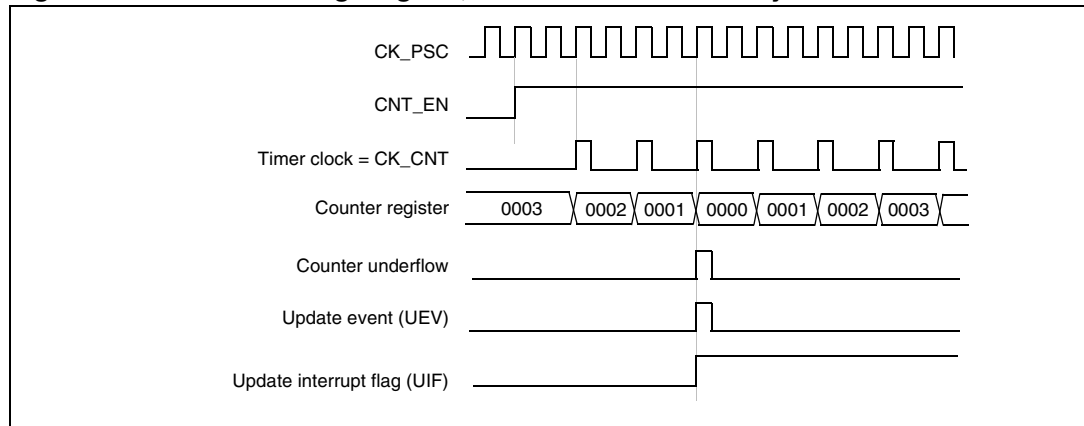 CK_PSC
CNT_EN
Timer clock = CK_CNT
Counter register 0003 0002 0001 0000 0001 0002 0003
Counter underflow
Update event (UEV)
Update interrupt flag (UIF)